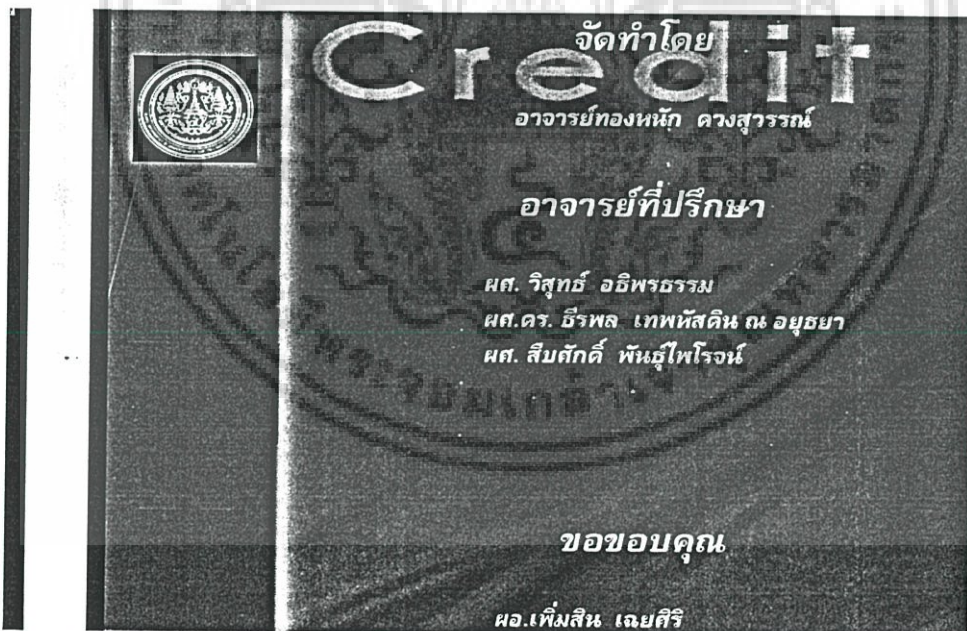 Credit
จัดทำโดย
อาจารย์ทองหนัก ดวงสุวรรณ์
อาจารย์ที่ปรึกษา
ผศ. วิสุทธ์ อธิพรธรรม
ผศ.ดร. ธีรพล เทพหัสดิน ณ อยุธยา
ผศ. สืบศักดิ์ พันธุ์ไพโรจน์
ขอขอบคุณ
ผอ.เพิ่มสิน เฉยศิริ